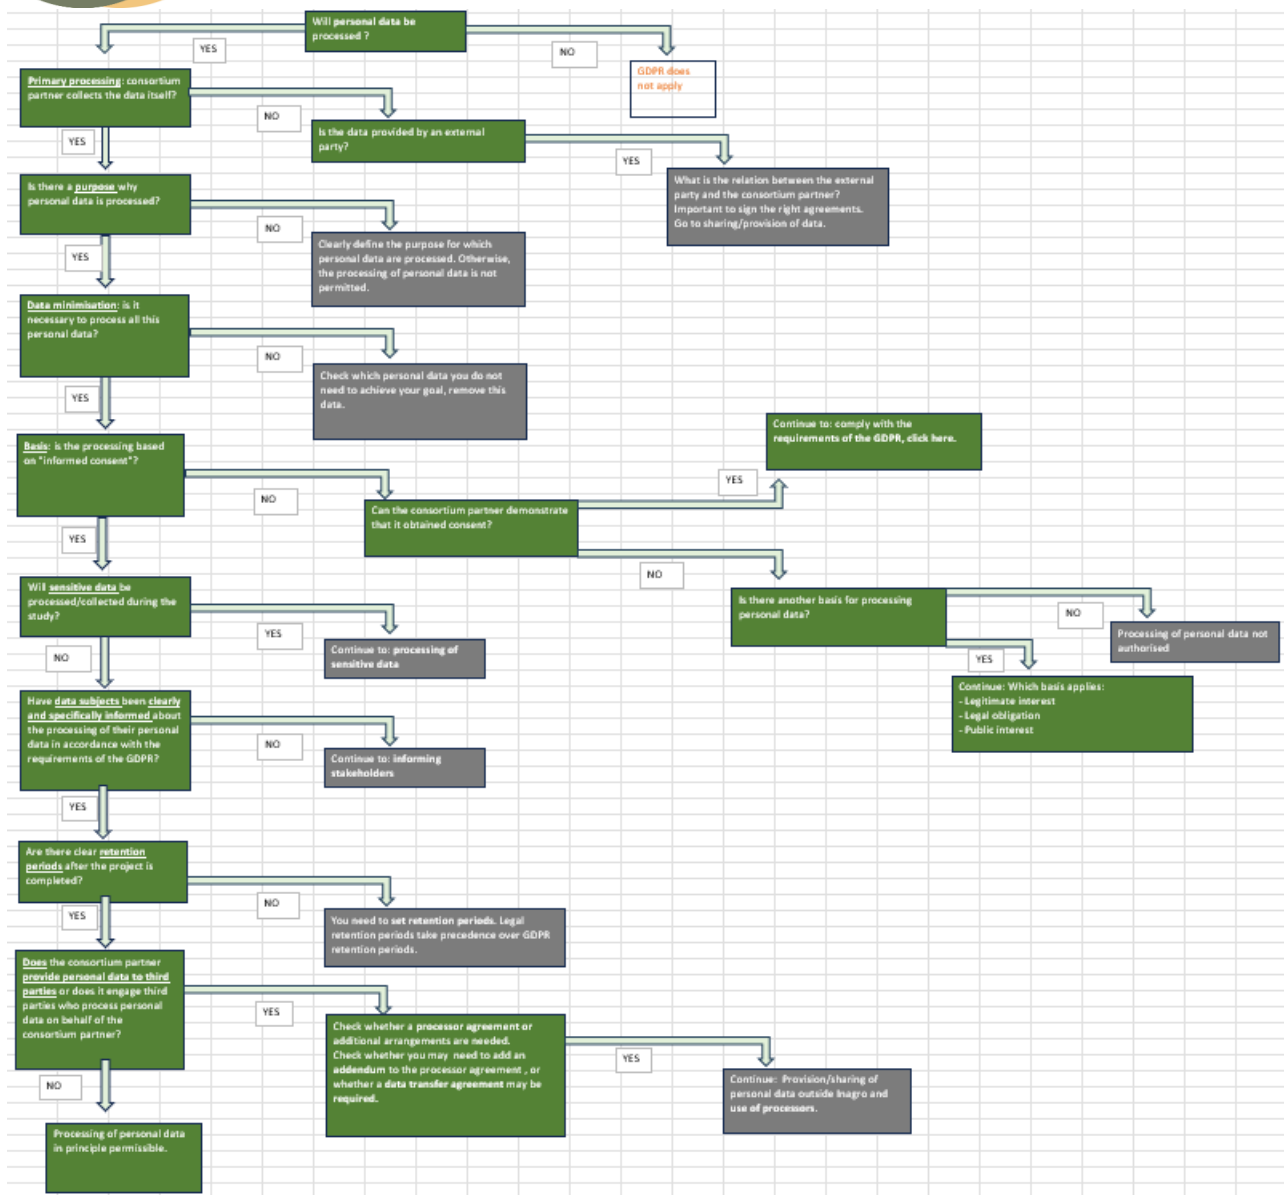 Will personal data be
processed ?
YES
NO
GDPR does
not apply
Primary processing: consortium
partner collects the data itself?
NO
YES
Is the data provided by an external
party?
YES
What is the relation between the external
party and the consortium partner?
Important to sign the right agreements.
Go to sharing/provision of data.
Is there a purpose why
personal data is processed?
NO
YES
Clearly define the purpose for which
personal data are processed. Otherwise,
the processing of personal data is not
permitted.
Data minimisation: is it
necessary to process all this
personal data?
NO
YES
Check which personal data you do not
need to achieve your goal, remove this
data.
Basis: is the processing based
on "informed consent"?
NO
YES
Continue to: comply with the
requirements of the GDPR, click here.
YES
Can the consortium partner demonstrate
that it obtained consent?
NO
Is there another basis for processing
personal data?
NO
YES
Processing of personal data not
authorised
Continue: Which basis applies:
- Legitimate interest
- Legal obligation
- Public interest
Will sensitive data be
processed/collected during the
study?
YES
NO
Continue to: processing of
sensitive data
Have data subjects been clearly
and specifically informed about
the processing of their personal
data in accordance with the
requirements of the GDPR?
NO
YES
Continue to: informing
stakeholders
Are there clear retention
periods after the project is
completed?
NO
YES
You need to set retention periods. Legal
retention periods take precedence over GDPR
retention periods.
Does the consortium partner
provide personal data to third
parties or does it engage third
parties who process personal
data on behalf of the
consortium partner?
YES
NO
Check whether a processor agreement or
additional arrangements are needed.
Check whether you may need to add an
addendum to the processor agreement , or
whether a data transfer agreement may be
required.
YES
Continue: Provision/sharing of
personal data outside Inagro and
use of processors.
Processing of personal data
in principle permissible.